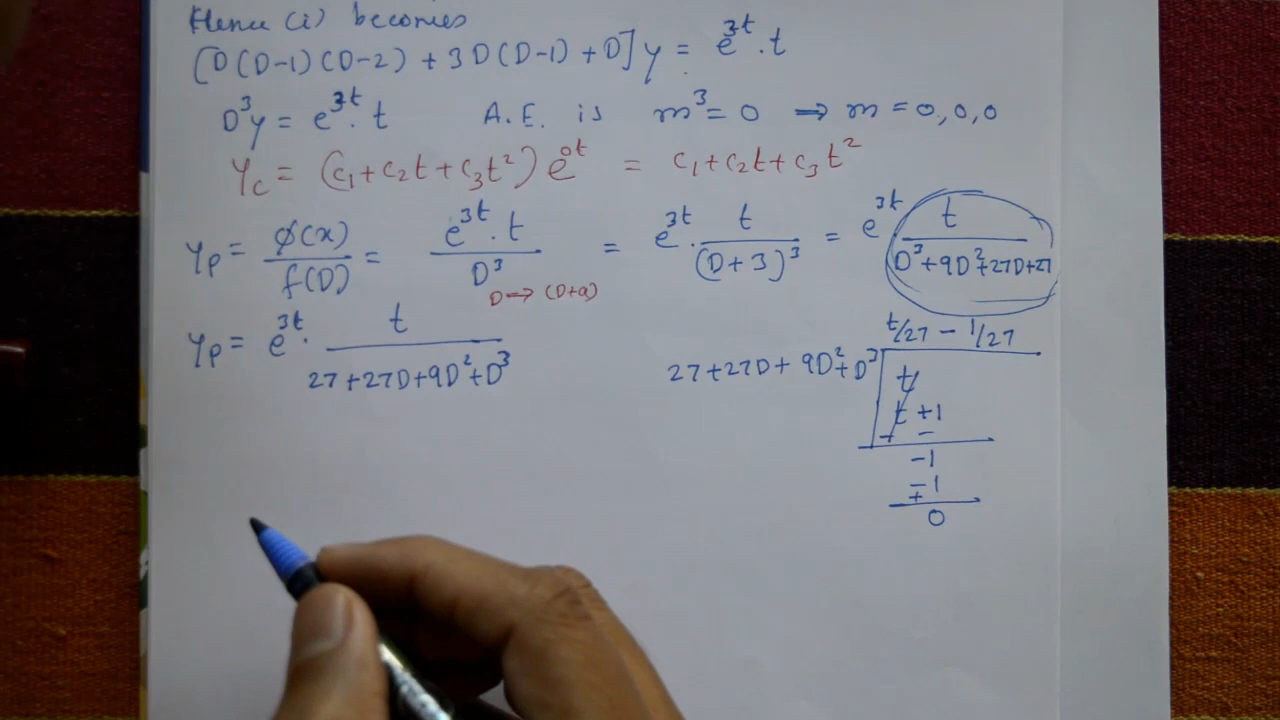 Hence (i) becomes
[D(D-1)(D-2) + 3D(D-1) + D] y = e^{3t}. t
D^3 y = e^{3t}. t A.E. is m^3 = 0 ⇒ m = 0, 0, 0
y_c = (c_1 + c_2 t + c_3 t^2) e^{0t} = c_1 + c_2 t + c_3 t^2
y_p = ϕ(x)/f(D) = e^{3t}. t/D^3 = e^{3t}. t/(D+3)^3 = e^{3t} t/D^3+9D^2+27D+27
D → (D+a)
y_p = e^{3t}. t/27+27D+9D^2+D^3
t/27 - 1/27
27+27D+9D^2+D^3 t
t +1
- -
-1
-1
+
0